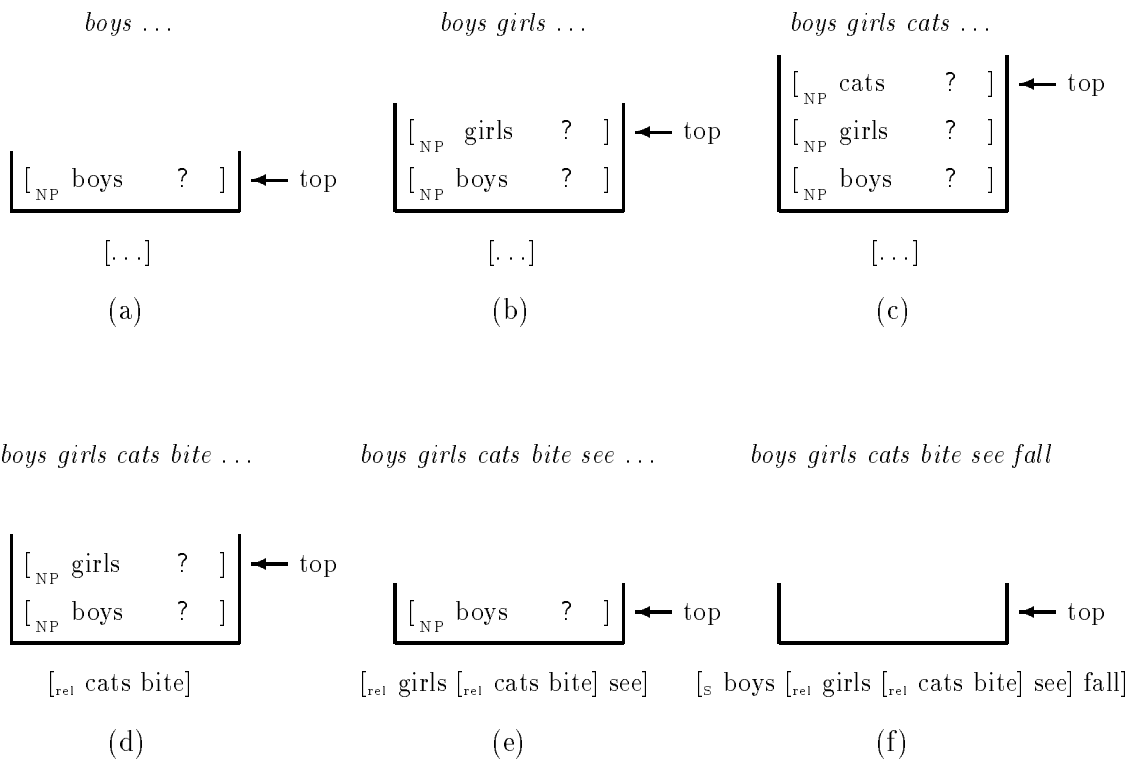 boys . . .
[NP boys ? ] top
[. . .]
(a)
boys girls . . .
[NP girls ? ] top
[NP boys ? ]
[. . .]
(b)
boys girls cats . . .
[NP cats ? ] top
[NP girls ? ]
[NP boys ? ]
[. . .]
(c)
boys girls cats bite . . .
[NP girls ? ] top
[NP boys ? ]
[rel cats bite]
(d)
boys girls cats bite see . . .
[NP boys ? ] top
[rel girls [rel cats bite] see]
(e)
boys girls cats bite see fall
top
[S boys [rel girls [rel cats bite] see] fall]
(f)